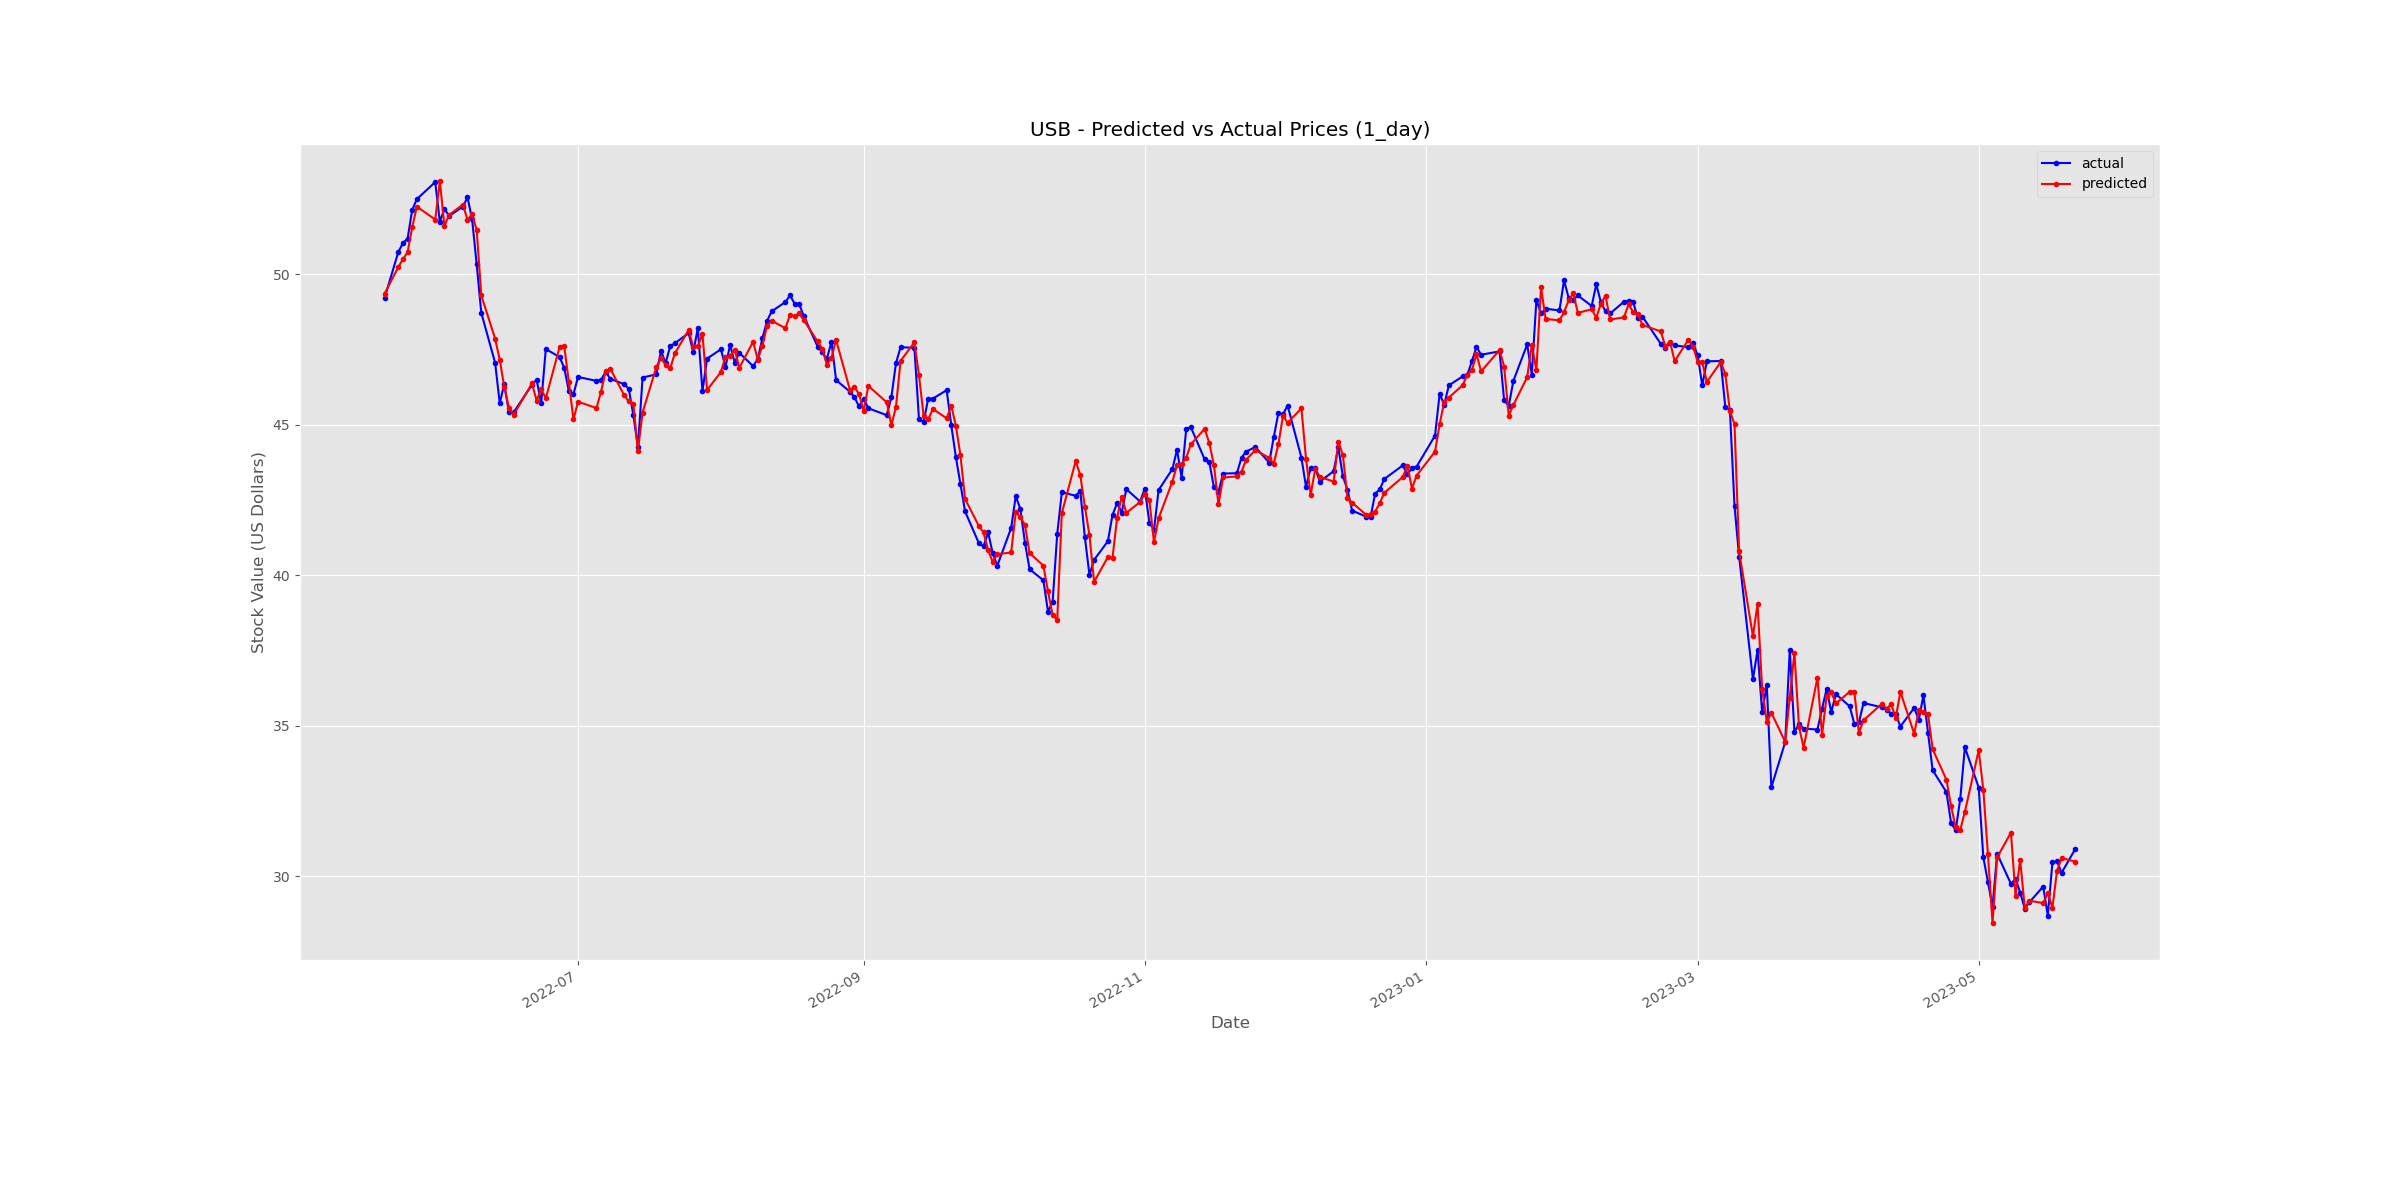 USB - Predicted vs Actual Prices (1_day)
actual
predicted
Stock Value (US Dollars)
50
45
40
35
30
2022-07
2022-09
2022-11
2023-01
2023-03
2023-05
Date